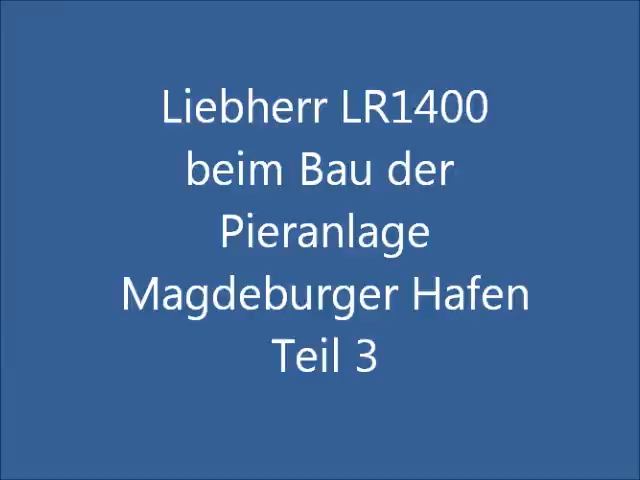 Liebherr LR1400
beim Bau der
Pieranlage
Magdeburger Hafen
Teil 3